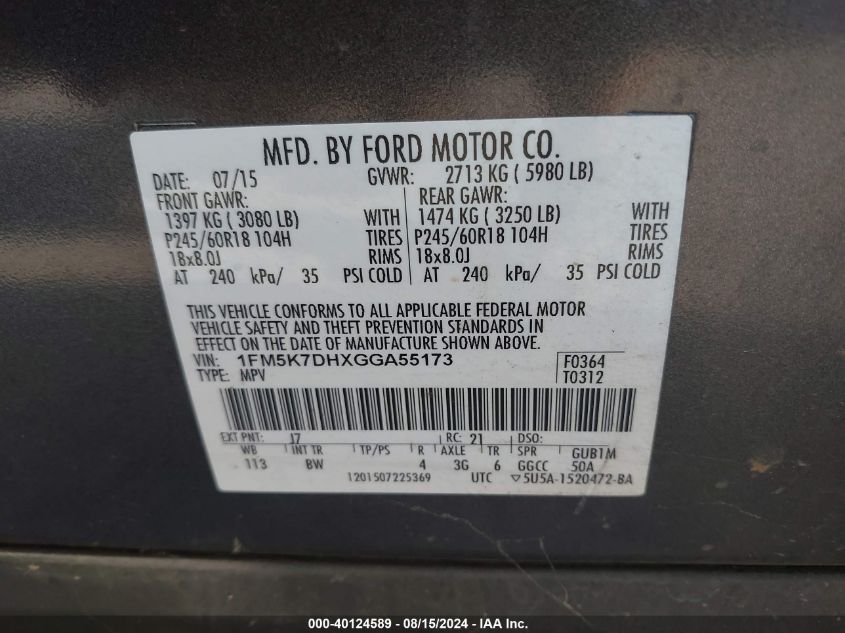 MFD. BY FORD MOTOR CO.
DATE: 07/15 GVWR: 2713 KG ( 5980 LB)
FRONT GAWR: REAR GAWR:
1397 KG ( 3080 LB) WITH 1474 KG ( 3250 LB) WITH
P245/60R18 104H TIRES P245/60R18 104H TIRES
18x8.0J RIMS 18x8.0J RIMS
AT 240 kPa/ 35 PSI COLD AT 240 kPa/ 35 PSI COLD
THIS VEHICLE CONFORMS TO ALL APPLICABLE FEDERAL MOTOR
VEHICLE SAFETY AND THEFT PREVENTION STANDARDS IN
EFFECT ON THE DATE OF MANUFACTURE SHOWN ABOVE.
VIN: 1FM5K7DHXGGA55173 F0364
TYPE: MPV T0312
EXT PNT: J7 RC: 21 DSO:
WB INT TR TP/PS R AXLE TR SPR GUB1M
113 BW 4 3G 6 GGCC 50A
1201507225369 UTC ▽5U5A-1520472-BA
000-40124589 - 08/15/2024 - IAA Inc.